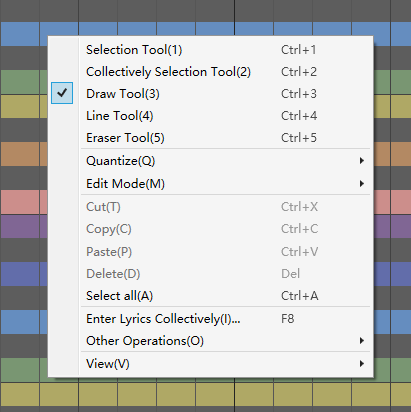 Selection Tool(1) Ctrl+1
Collectively Selection Tool(2) Ctrl+2
Draw Tool(3) Ctrl+3
Line Tool(4) Ctrl+4
Eraser Tool(5) Ctrl+5
Quantize(Q)
Edit Mode(M)
Cut(T) Ctrl+X
Copy(C) Ctrl+C
Paste(P) Ctrl+V
Delete(D) Del
Select all(A) Ctrl+A
Enter Lyrics Collectively(I)... F8
Other Operations(O)
View(V)